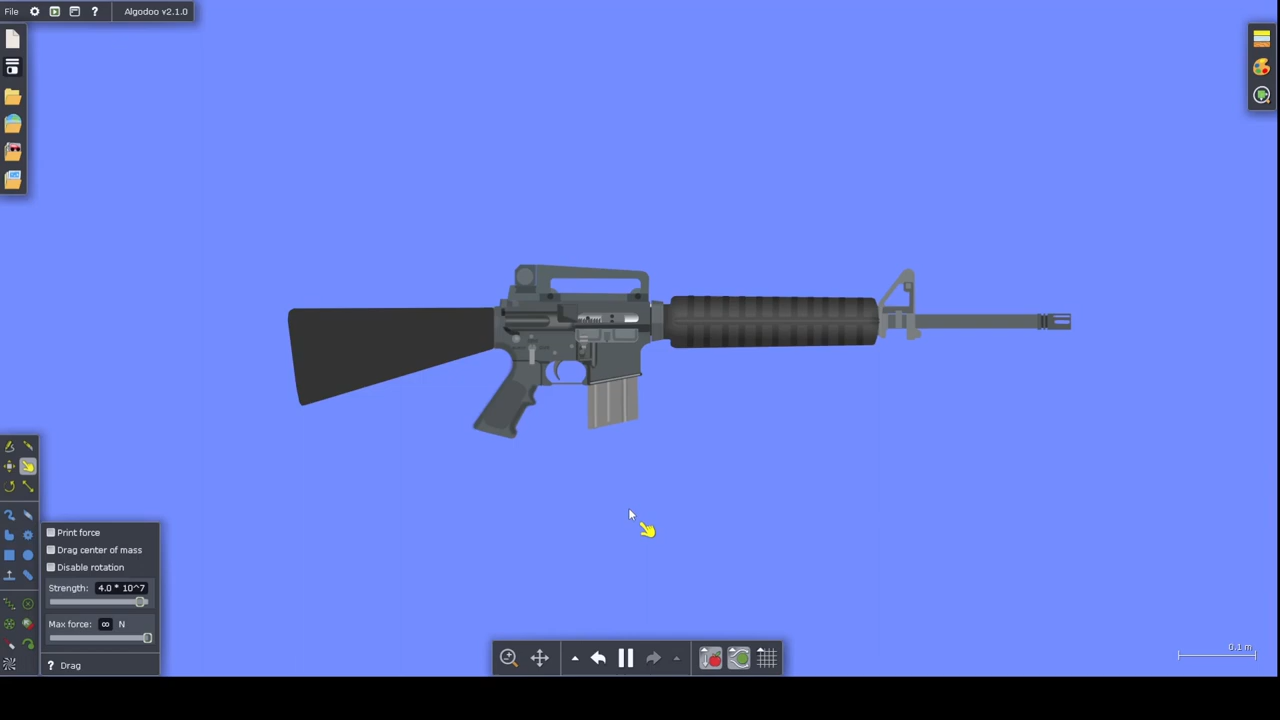 File
?
Algodoo v2.1.0
Print force
Drag center of mass
Disable rotation
Strength: 4.0 * 10^7
Max force: ∞ N
? Drag
0.1 m